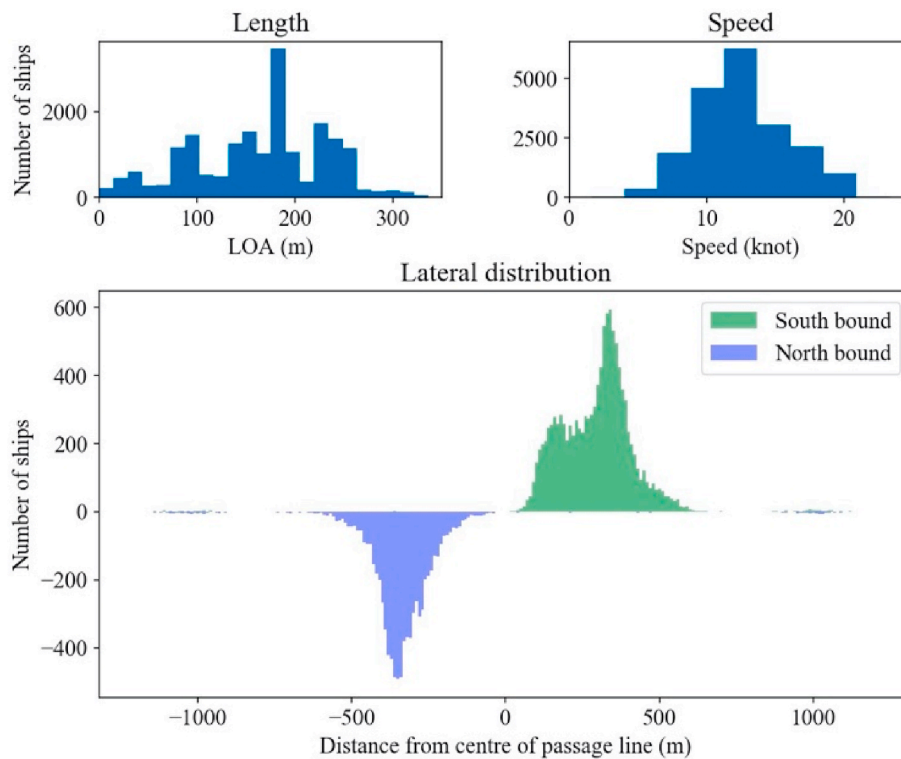 Length
Number of ships
2000
0
0 100 200 300
LOA (m)
Speed
5000
2500
0
0 10 20
Speed (knot)
Lateral distribution
Number of ships
600
400
200
0
−200
−400
South bound
North bound
−1000 −500 0 500 1000
Distance from centre of passage line (m)